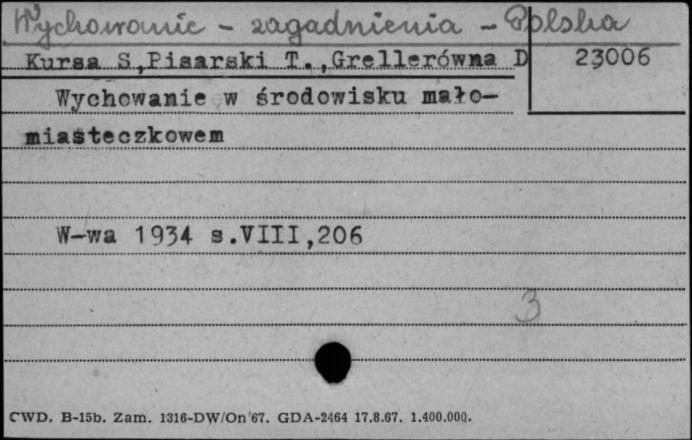 Wychowanie - zagadnienia - Polska
Kursa S,Pisarski T.,Grellerówna D
23006
Wychowanie w środowisku mało-
miasteczkowem
W-wa 1934 s.VIII,206
3
CWD. B-15b. Zam. 1316-DW/On/67. GDA-2464 17.8.67. 1.400.000.